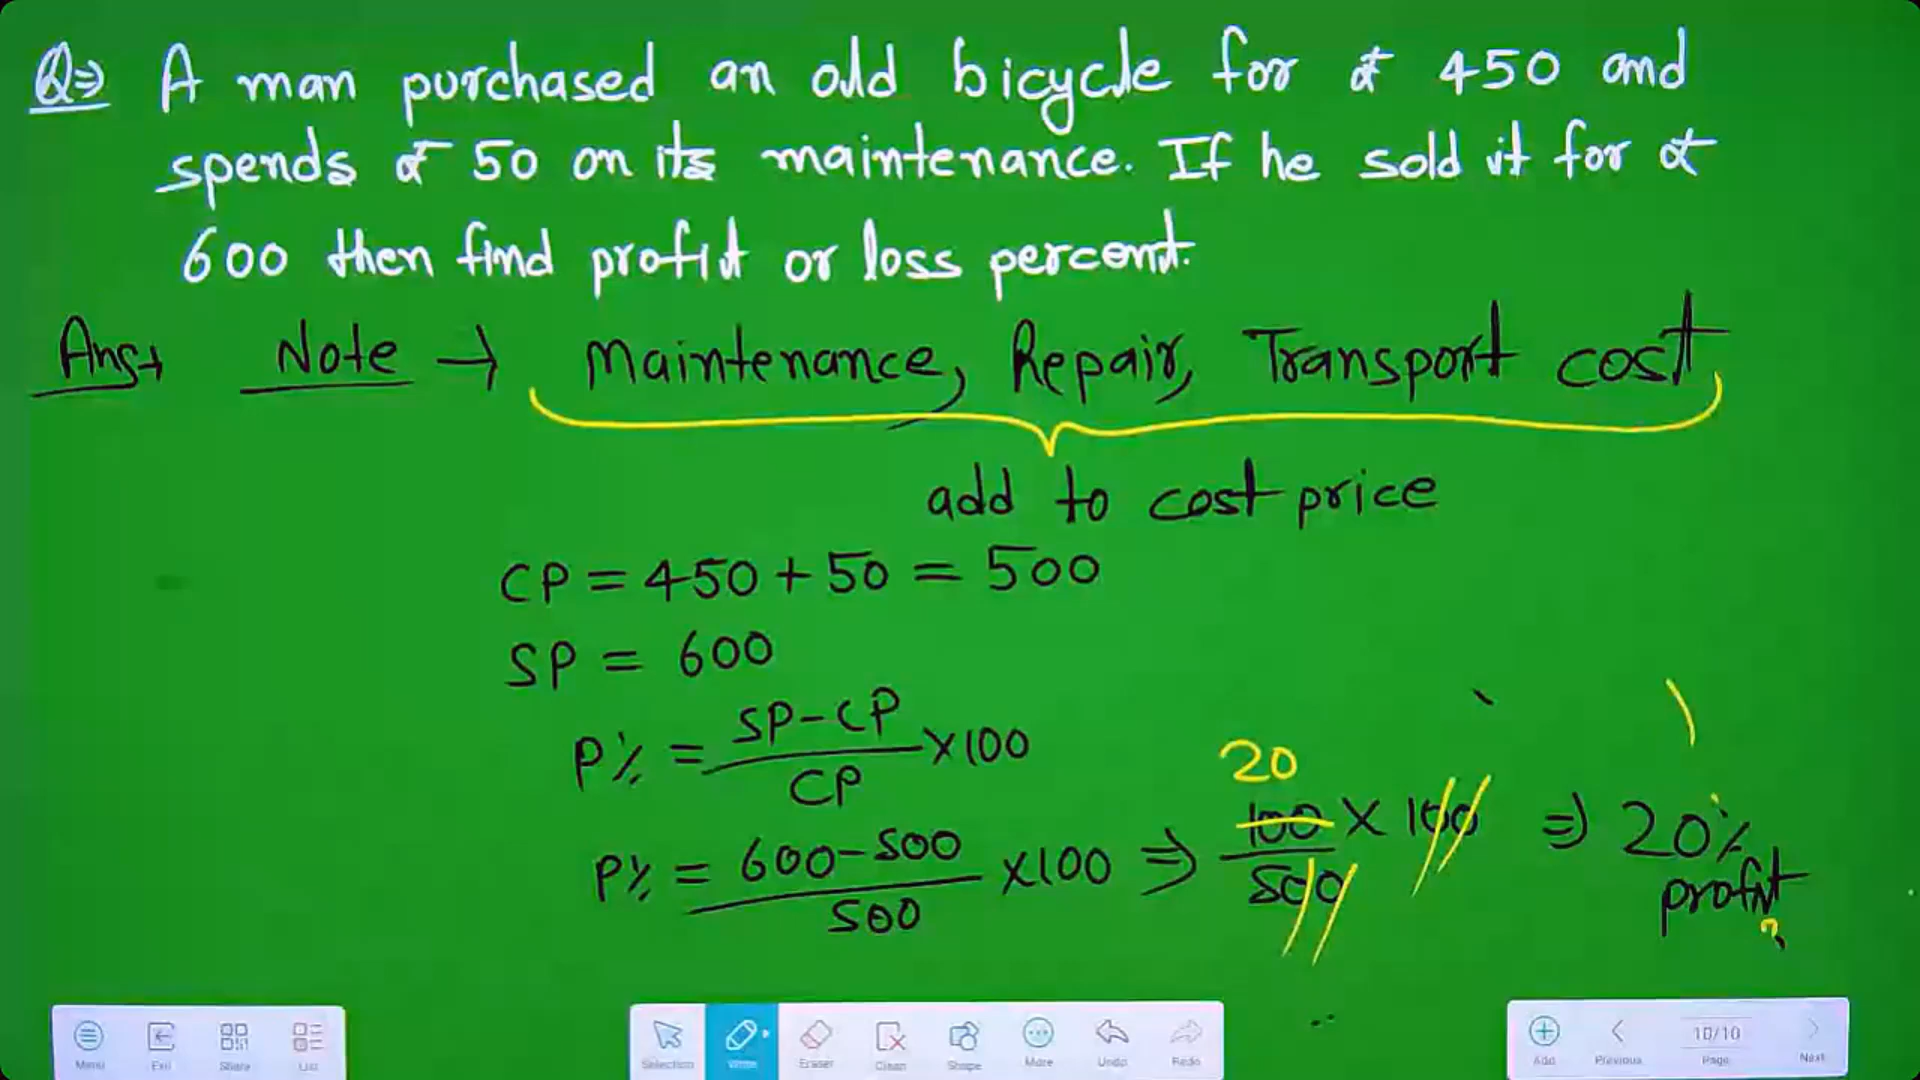 Q⇒ A man purchased an old bicycle for ₹ 450 and
spends ₹ 50 on its maintenance. If he sold it for ₹
600 then find profit or loss percent.
Ans→ Note → Maintenance, Repair, Transport cost
add to cost price
CP = 450 + 50 = 500
SP = 600
P% = SP-CP / CP × 100
20
P% = 600-500 / 500 × 100 ⇒ 100 × 100 / 500 ⇒ 20%
profit
Menu Exit Share List Selection Write Eraser Clean Shape More Undo Redo Add Previous 10/10 Page Next